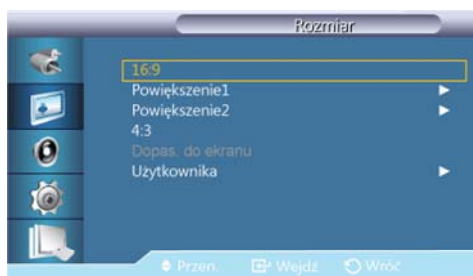 Rozmiar
16:9
Powiększenie1
Powiększenie2
4:3
Dopas. do ekranu
Użytkownika
Przen. Wejdź Wróć